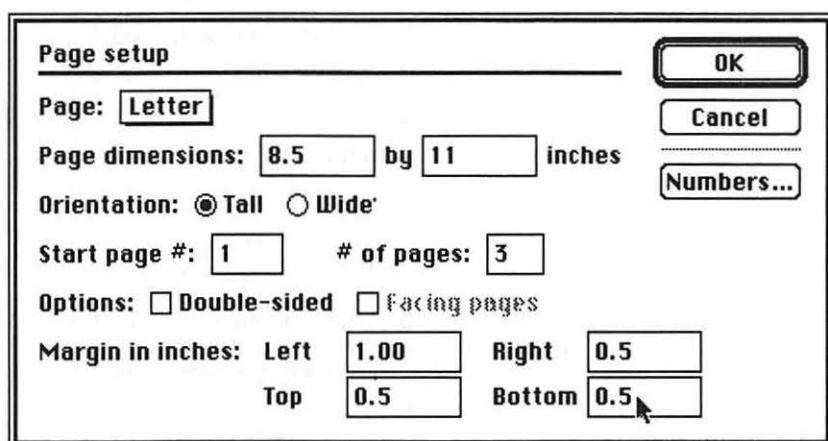 Page setup
OK
Page: Letter
Cancel
Page dimensions: 8.5 by 11 inches
Numbers...
Orientation: Tall Wide
Start page #: 1 # of pages: 3
Options: Double-sided Facing pages
Margin in inches: Left 1.00 Right 0.5
Top 0.5 Bottom 0.5